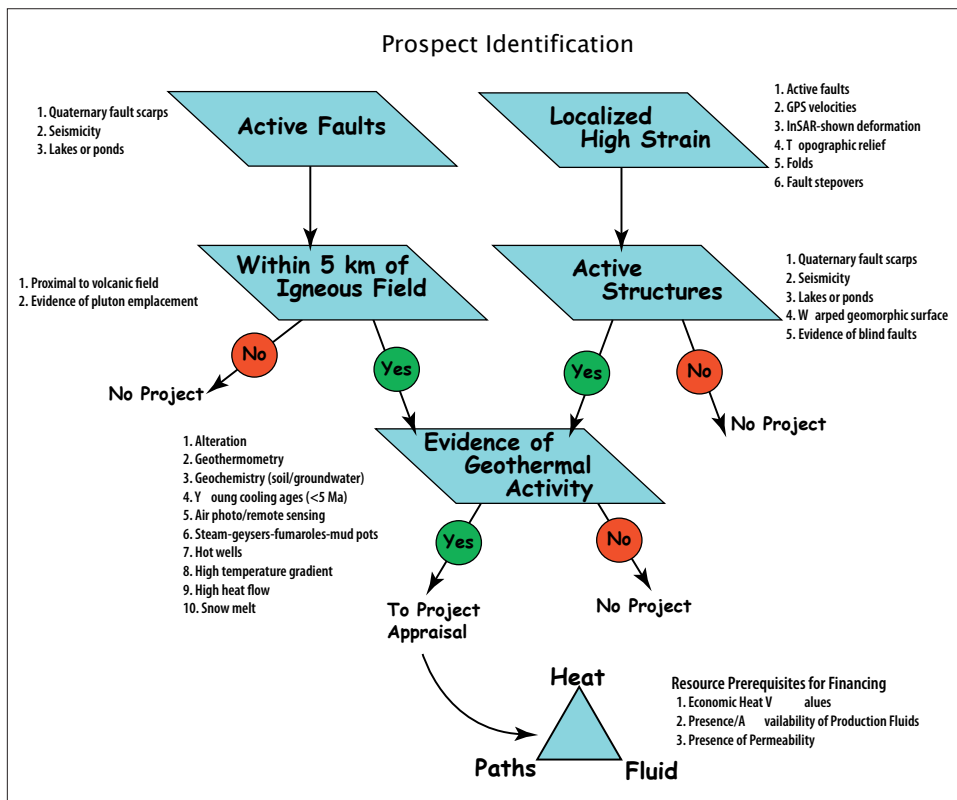 Prospect Identification
1. Quaternary fault scarps
2. Seismicity
3. Lakes or ponds
Active Faults
Localized
High Strain
1. Active faults
2. GPS velocities
3. InSAR-shown deformation
4. T opographic relief
5. Folds
6. Fault stepovers
1. Proximal to volcanic field
2. Evidence of pluton emplacement
Within 5 km of
Igneous Field
Active
Structures
1. Quaternary fault scarps
2. Seismicity
3. Lakes or ponds
4. W arped geomorphic surface
5. Evidence of blind faults
No
Yes
Yes
No
No Project
No Project
1. Alteration
2. Geothermometry
3. Geochemistry (soil/groundwater)
4. Y oung cooling ages (<5 Ma)
5. Air photo/remote sensing
6. Steam-geysers-fumaroles-mud pots
7. Hot wells
8. High temperature gradient
9. High heat flow
10. Snow melt
Evidence of
Geothermal
Activity
Yes
No
To Project
Appraisal
No Project
Heat
Paths
Fluid
Resource Prerequisites for Financing
1. Economic Heat V alues
2. Presence/A vailability of Production Fluids
3. Presence of Permeability